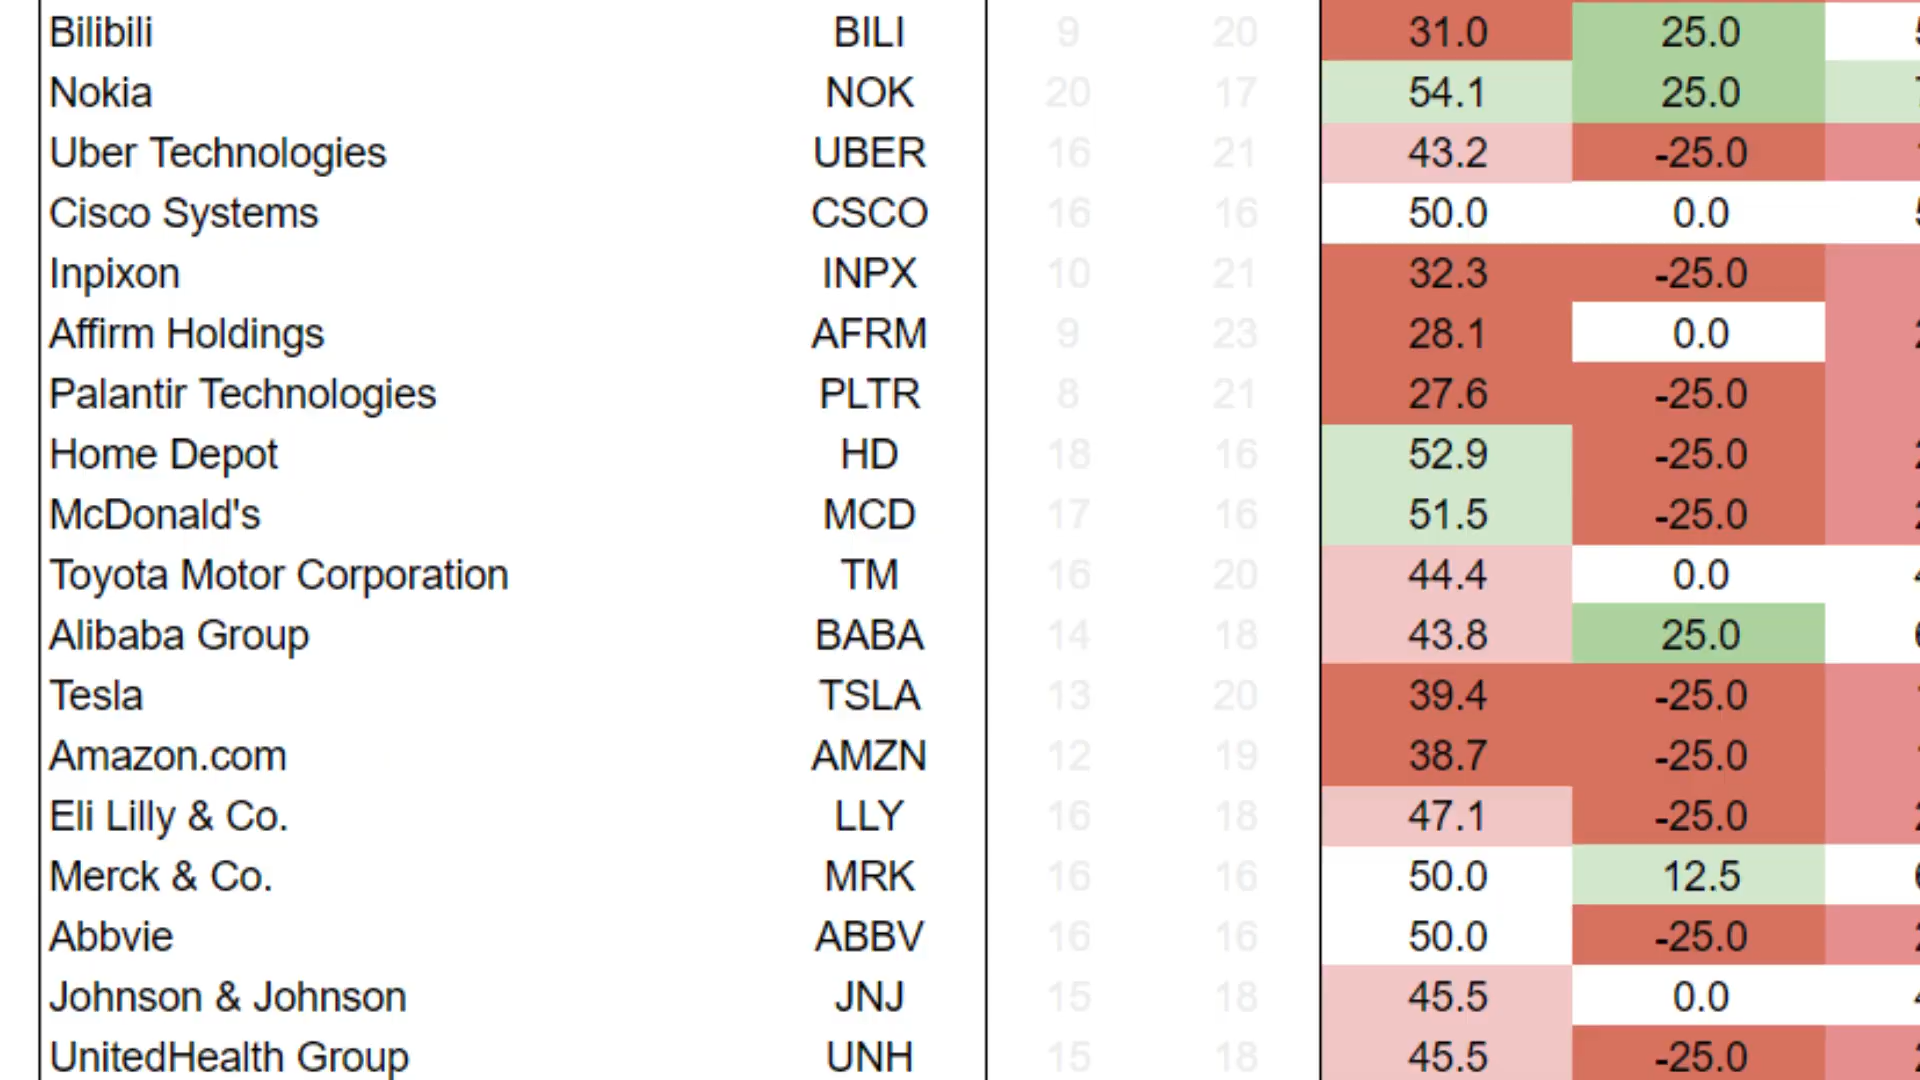 Bilibili BILI 9 20 31.0 25.0
Nokia NOK 20 17 54.1 25.0
Uber Technologies UBER 16 21 43.2 -25.0
Cisco Systems CSCO 16 16 50.0 0.0
Inpixon INPX 10 21 32.3 -25.0
Affirm Holdings AFRM 9 23 28.1 0.0
Palantir Technologies PLTR 8 21 27.6 -25.0
Home Depot HD 18 16 52.9 -25.0
McDonald's MCD 17 16 51.5 -25.0
Toyota Motor Corporation TM 16 20 44.4 0.0
Alibaba Group BABA 14 18 43.8 25.0
Tesla TSLA 13 20 39.4 -25.0
Amazon.com AMZN 12 19 38.7 -25.0
Eli Lilly & Co. LLY 16 18 47.1 -25.0
Merck & Co. MRK 16 16 50.0 12.5
Abbvie ABBV 16 16 50.0 -25.0
Johnson & Johnson JNJ 15 18 45.5 0.0
UnitedHealth Group UNH 15 18 45.5 -25.0